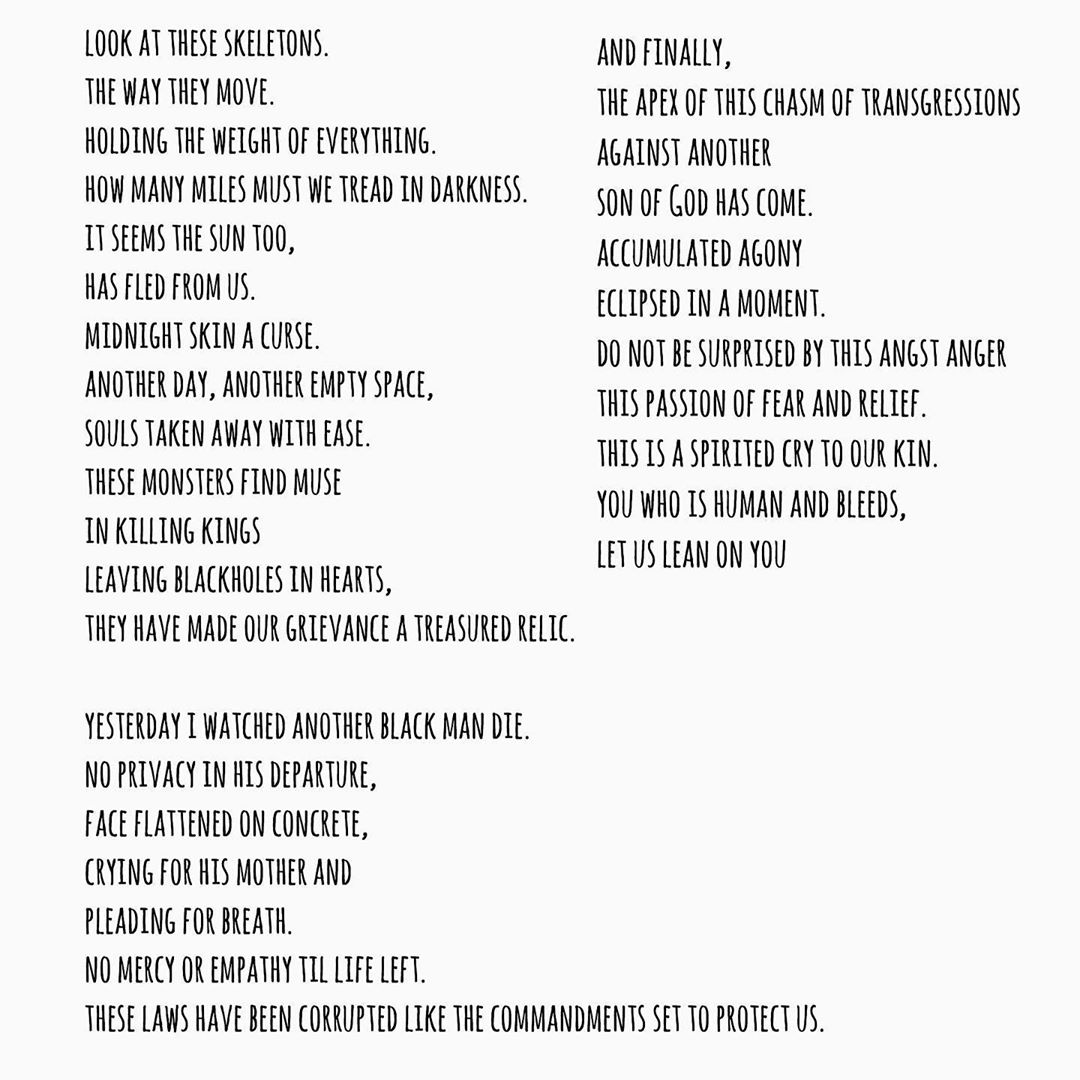 LOOK AT THESE SKELETONS.
THE WAY THEY MOVE.
HOLDING THE WEIGHT OF EVERYTHING.
HOW MANY MILES MUST WE TREAD IN DARKNESS.
IT SEEMS THE SUN TOO,
HAS FLED FROM US.
MIDNIGHT SKIN A CURSE.
ANOTHER DAY, ANOTHER EMPTY SPACE,
SOULS TAKEN AWAY WITH EASE.
THESE MONSTERS FIND MUSE
IN KILLING KINGS
LEAVING BLACKHOLES IN HEARTS,
THEY HAVE MADE OUR GRIEVANCE A TREASURED RELIC.
YESTERDAY I WATCHED ANOTHER BLACK MAN DIE.
NO PRIVACY IN HIS DEPARTURE,
FACE FLATTENED ON CONCRETE,
CRYING FOR HIS MOTHER AND
PLEADING FOR BREATH.
NO MERCY OR EMPATHY TIL LIFE LEFT.
THESE LAWS HAVE BEEN CORRUPTED LIKE THE COMMANDMENTS SET TO PROTECT US.
AND FINALLY,
THE APEX OF THIS CHASM OF TRANSGRESSIONS
AGAINST ANOTHER
SON OF GOD HAS COME.
ACCUMULATED AGONY
ECLIPSED IN A MOMENT.
DO NOT BE SURPRISED BY THIS ANGST ANGER
THIS PASSION OF FEAR AND RELIEF.
THIS IS A SPIRITED CRY TO OUR KIN.
YOU WHO IS HUMAN AND BLEEDS,
LET US LEAN ON YOU